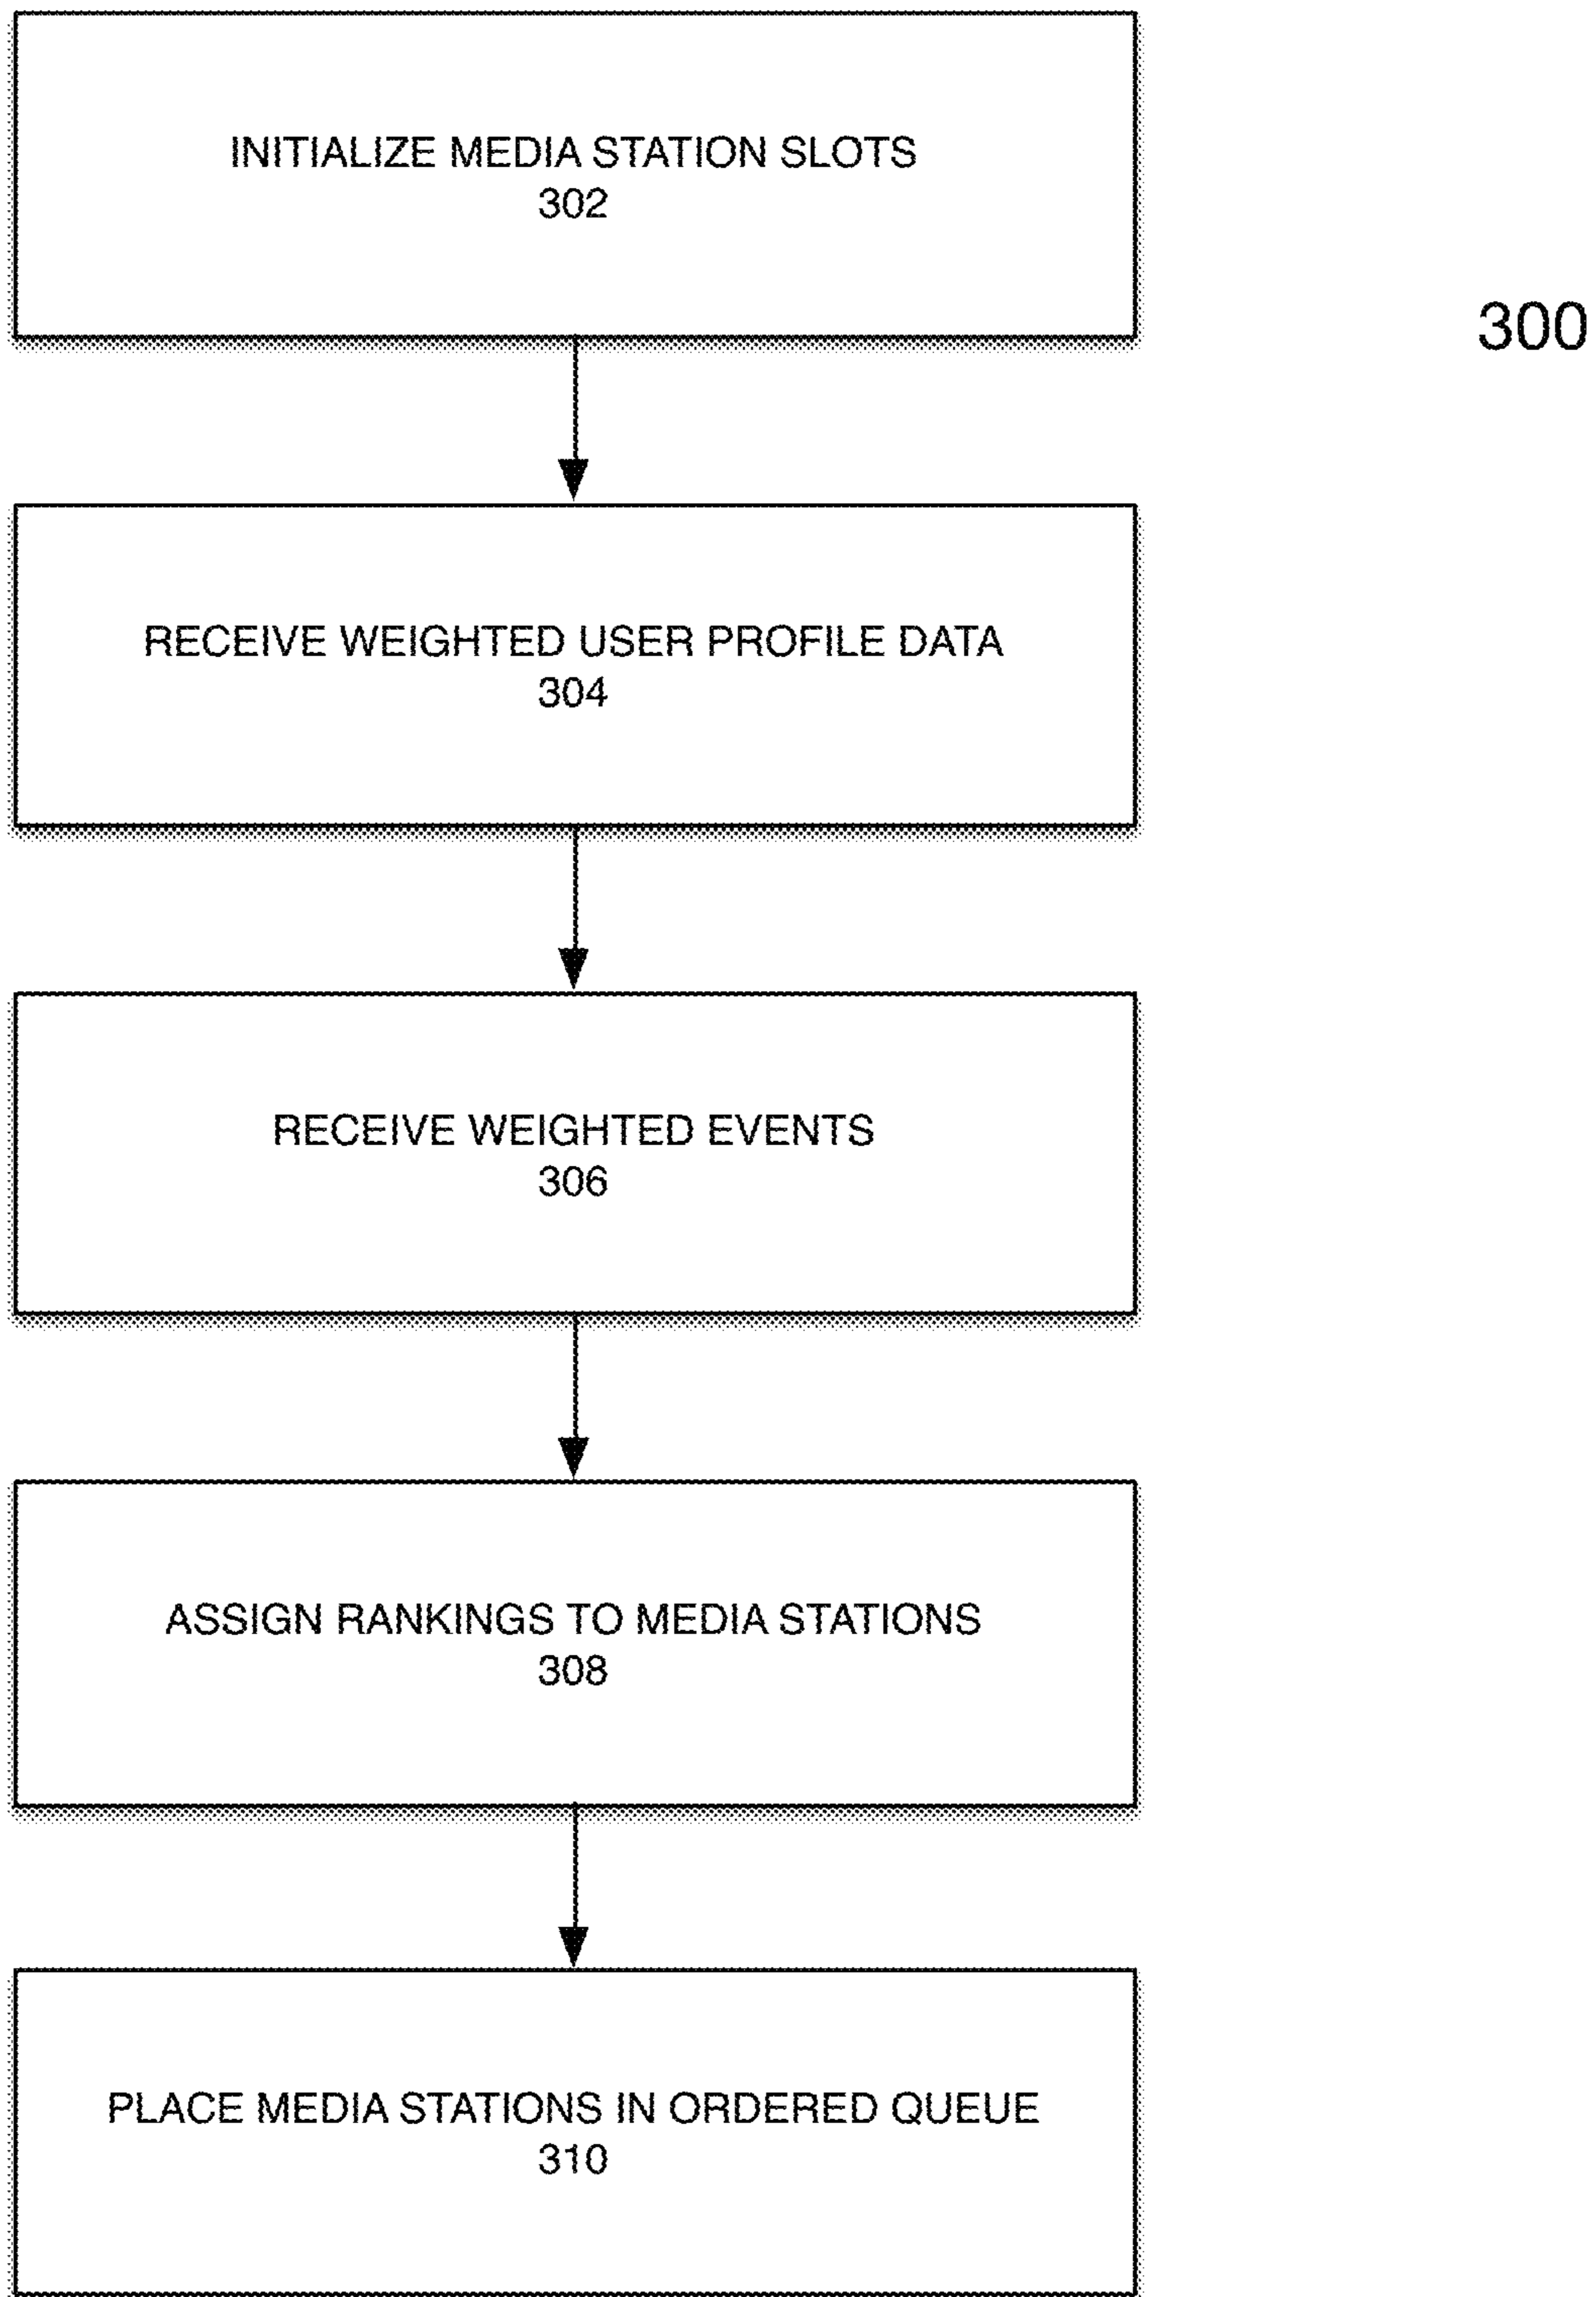 INITIALIZE MEDIA STATION SLOTS
302
300
RECEIVE WEIGHTED USER PROFILE DATA
304
RECEIVE WEIGHTED EVENTS
306
ASSIGN RANKINGS TO MEDIA STATIONS
308
PLACE MEDIA STATIONS IN ORDERED QUEUE
310